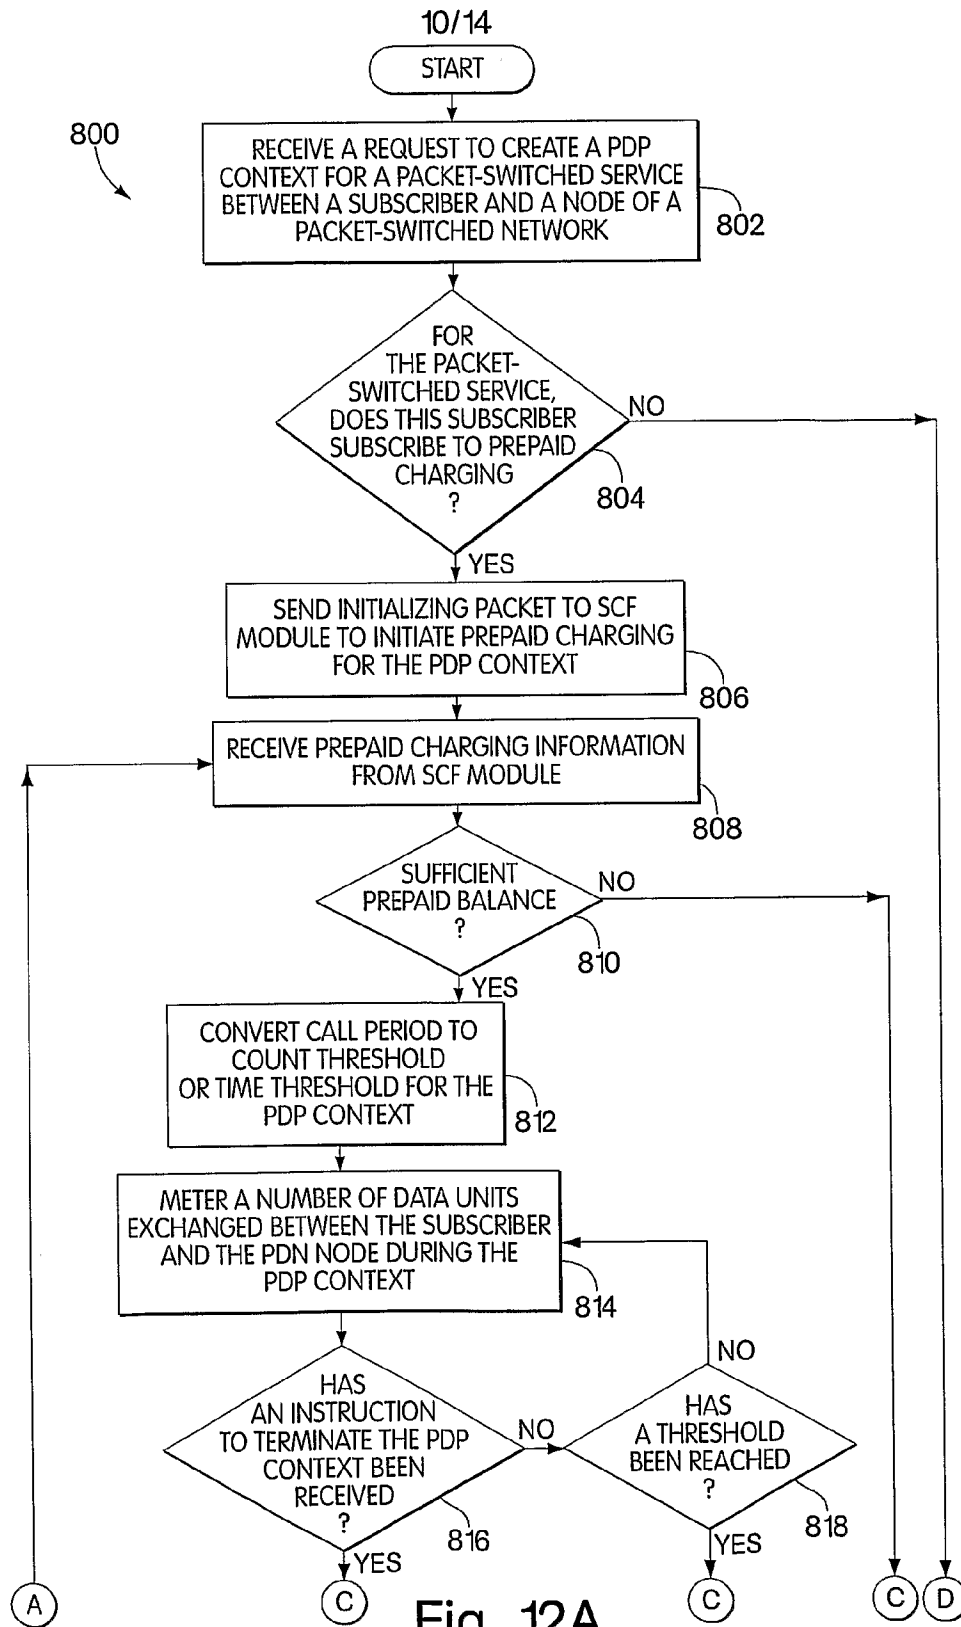 10/14
START
800
RECEIVE A REQUEST TO CREATE A PDP
CONTEXT FOR A PACKET-SWITCHED SERVICE
BETWEEN A SUBSCRIBER AND A NODE OF A
PACKET-SWITCHED NETWORK
802
FOR
THE PACKET-
SWITCHED SERVICE,
DOES THIS SUBSCRIBER
SUBSCRIBE TO PREPAID
CHARGING
?
NO
804
YES
SEND INITIALIZING PACKET TO SCF
MODULE TO INITIATE PREPAID CHARGING
FOR THE PDP CONTEXT
806
RECEIVE PREPAID CHARGING INFORMATION
FROM SCF MODULE
808
SUFFICIENT
PREPAID BALANCE
?
NO
810
YES
CONVERT CALL PERIOD TO
COUNT THRESHOLD
OR TIME THRESHOLD FOR THE
PDP CONTEXT
812
METER A NUMBER OF DATA UNITS
EXCHANGED BETWEEN THE SUBSCRIBER
AND THE PDN NODE DURING THE
PDP CONTEXT
814
HAS
AN INSTRUCTION
TO TERMINATE THE PDP
CONTEXT BEEN
RECEIVED
?
NO
816
YES
NO
HAS
A THRESHOLD
BEEN REACHED
?
818
YES
A
C
C
C
D
Fig. 12A